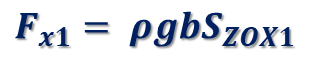 F_{x1} = ρgbS_{ZOX1}